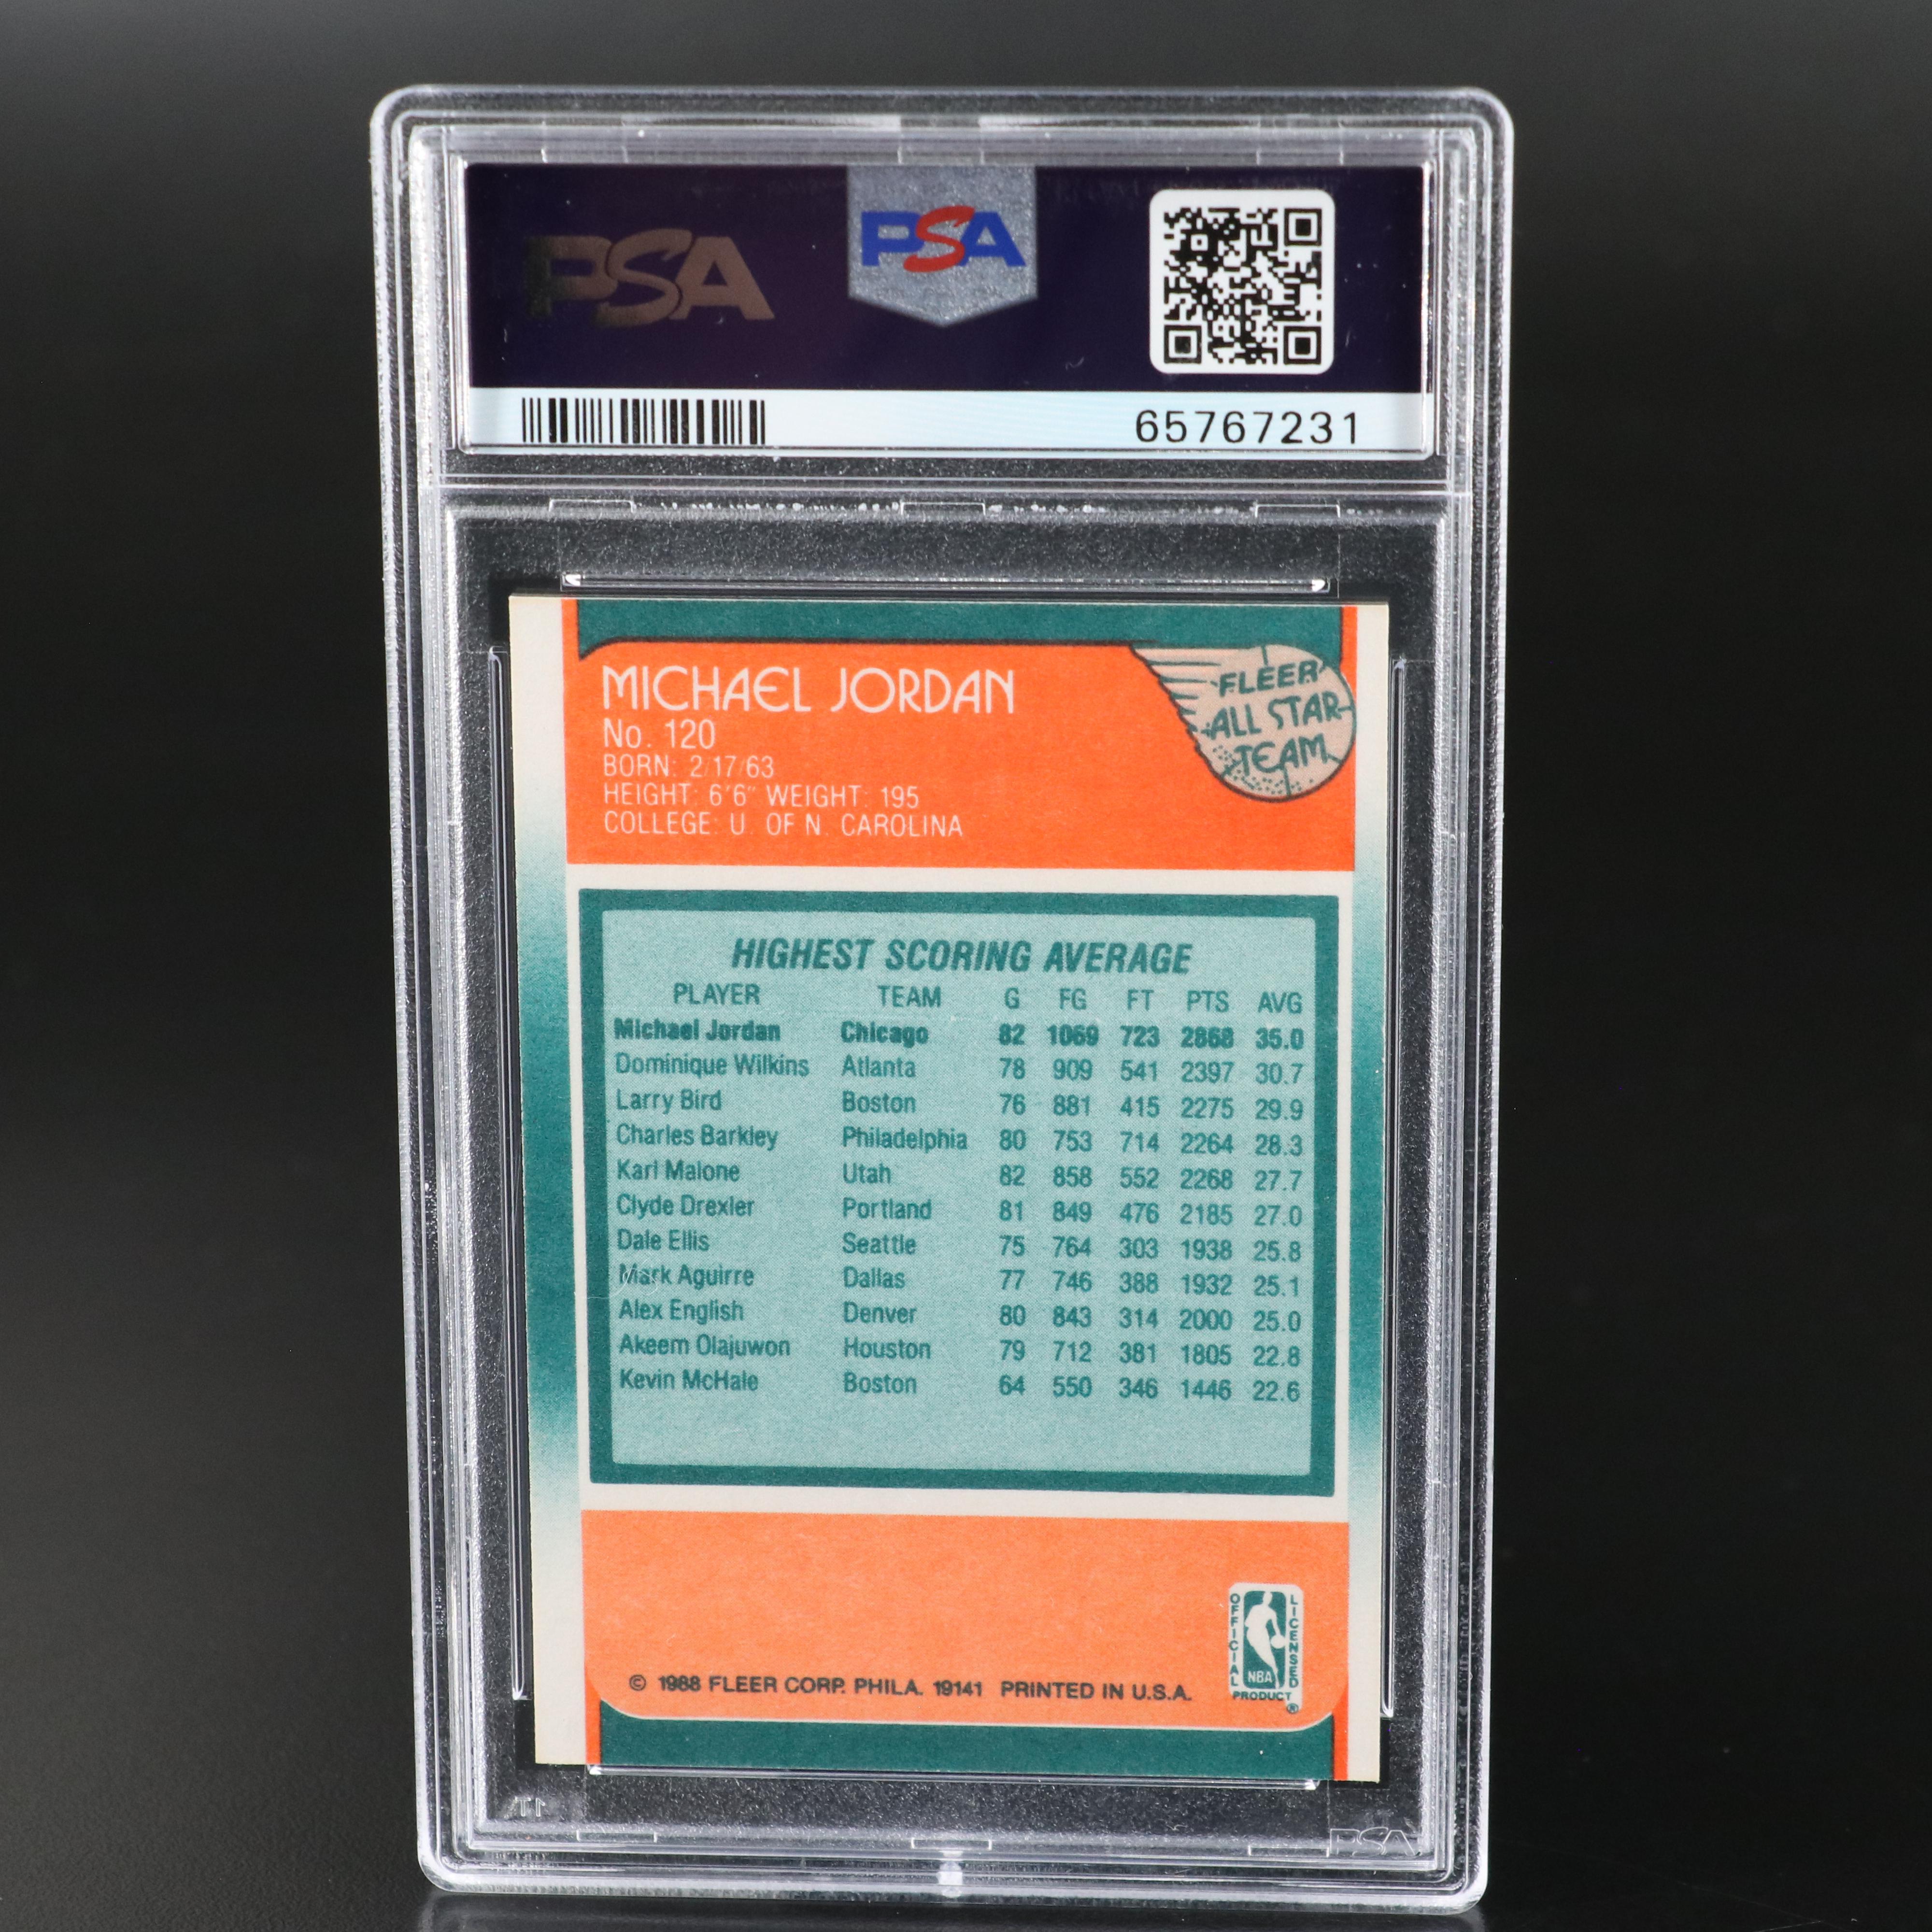 PSA
PSA
65767231
MICHAEL JORDAN
No. 120
BORN: 2/17/63
HEIGHT: 6'6" WEIGHT: 195
COLLEGE: U. OF N. CAROLINA
FLEER
ALL STAR
TEAM
HIGHEST SCORING AVERAGE
PLAYER TEAM G FG FT PTS AVG
Michael Jordan Chicago 82 1069 723 2868 35.0
Dominique Wilkins Atlanta 78 909 541 2397 30.7
Larry Bird Boston 76 881 415 2275 29.9
Charles Barkley Philadelphia 80 753 714 2264 28.3
Karl Malone Utah 82 858 552 2268 27.7
Clyde Drexler Portland 81 849 476 2185 27.0
Dale Ellis Seattle 75 764 303 1938 25.8
Mark Aguirre Dallas 77 746 388 1932 25.1
Alex English Denver 80 843 314 2000 25.0
Akeem Olajuwon Houston 79 712 381 1805 22.8
Kevin McHale Boston 64 550 346 1446 22.6
© 1988 FLEER CORP. PHILA. 19141 PRINTED IN U.S.A.
OFFICIAL
LICENSED
NBA
PRODUCT
®
PSA